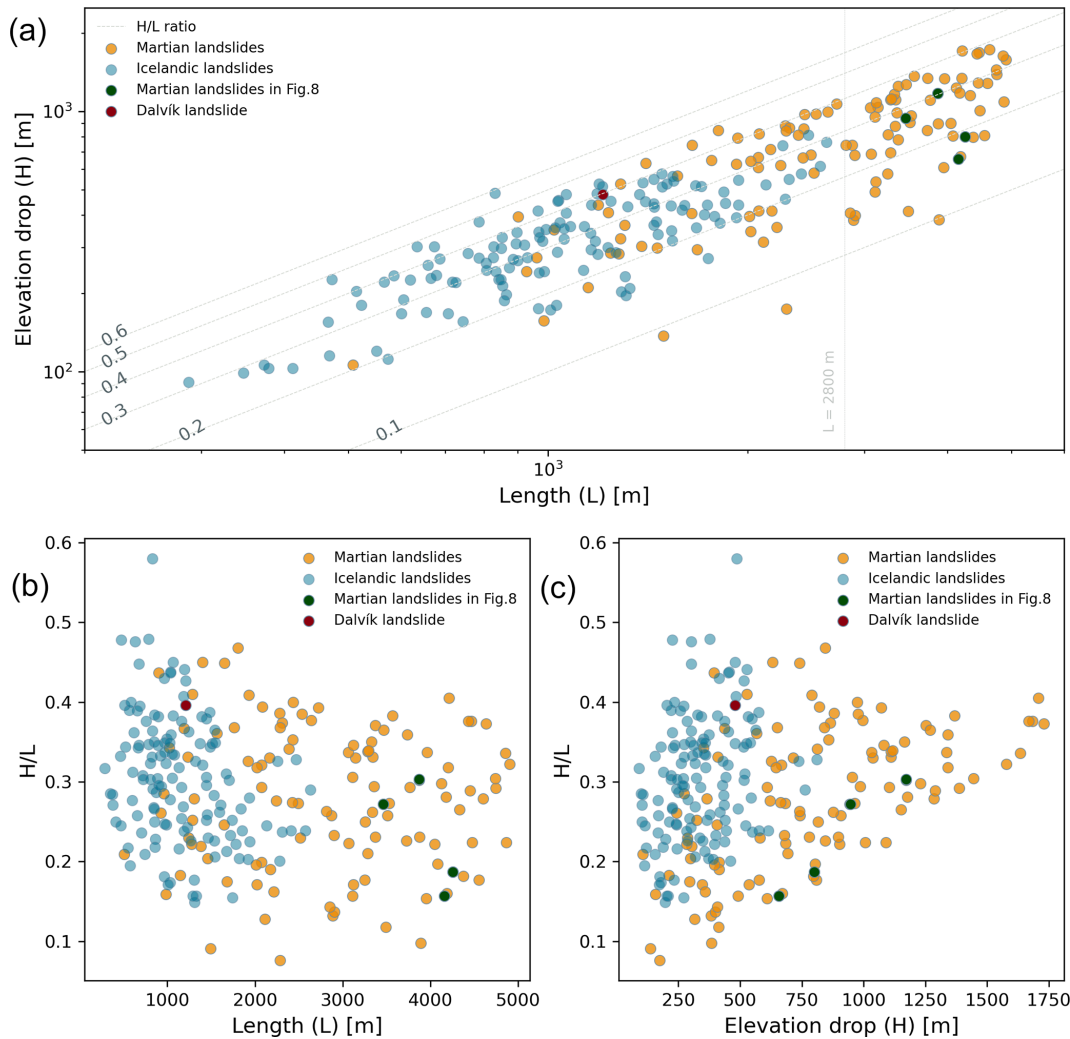 (a)
H/L ratio
Martian landslides
Icelandic landslides
Martian landslides in Fig.8
Dalvík landslide
Elevation drop (H) [m]
10³
10²
0.6
0.5
0.4
0.3
0.2
0.1
L = 2800 m
10³
Length (L) [m]
(b)
Martian landslides
Icelandic landslides
Martian landslides in Fig.8
Dalvík landslide
H/L
0.6
0.5
0.4
0.3
0.2
0.1
1000 2000 3000 4000 5000
Length (L) [m]
(c)
Martian landslides
Icelandic landslides
Martian landslides in Fig.8
Dalvík landslide
H/L
0.6
0.5
0.4
0.3
0.2
0.1
250 500 750 1000 1250 1500 1750
Elevation drop (H) [m]